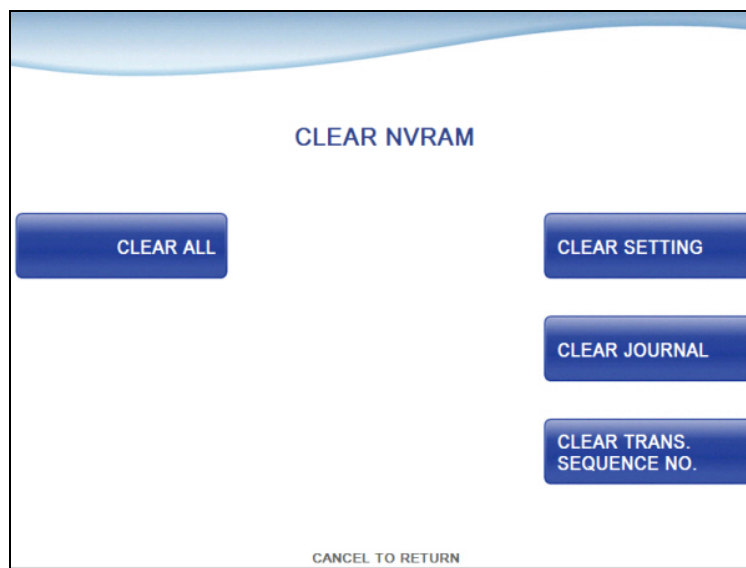 CLEAR NVRAM
CLEAR ALL
CLEAR SETTING
CLEAR JOURNAL
CLEAR TRANS.
SEQUENCE NO.
CANCEL TO RETURN